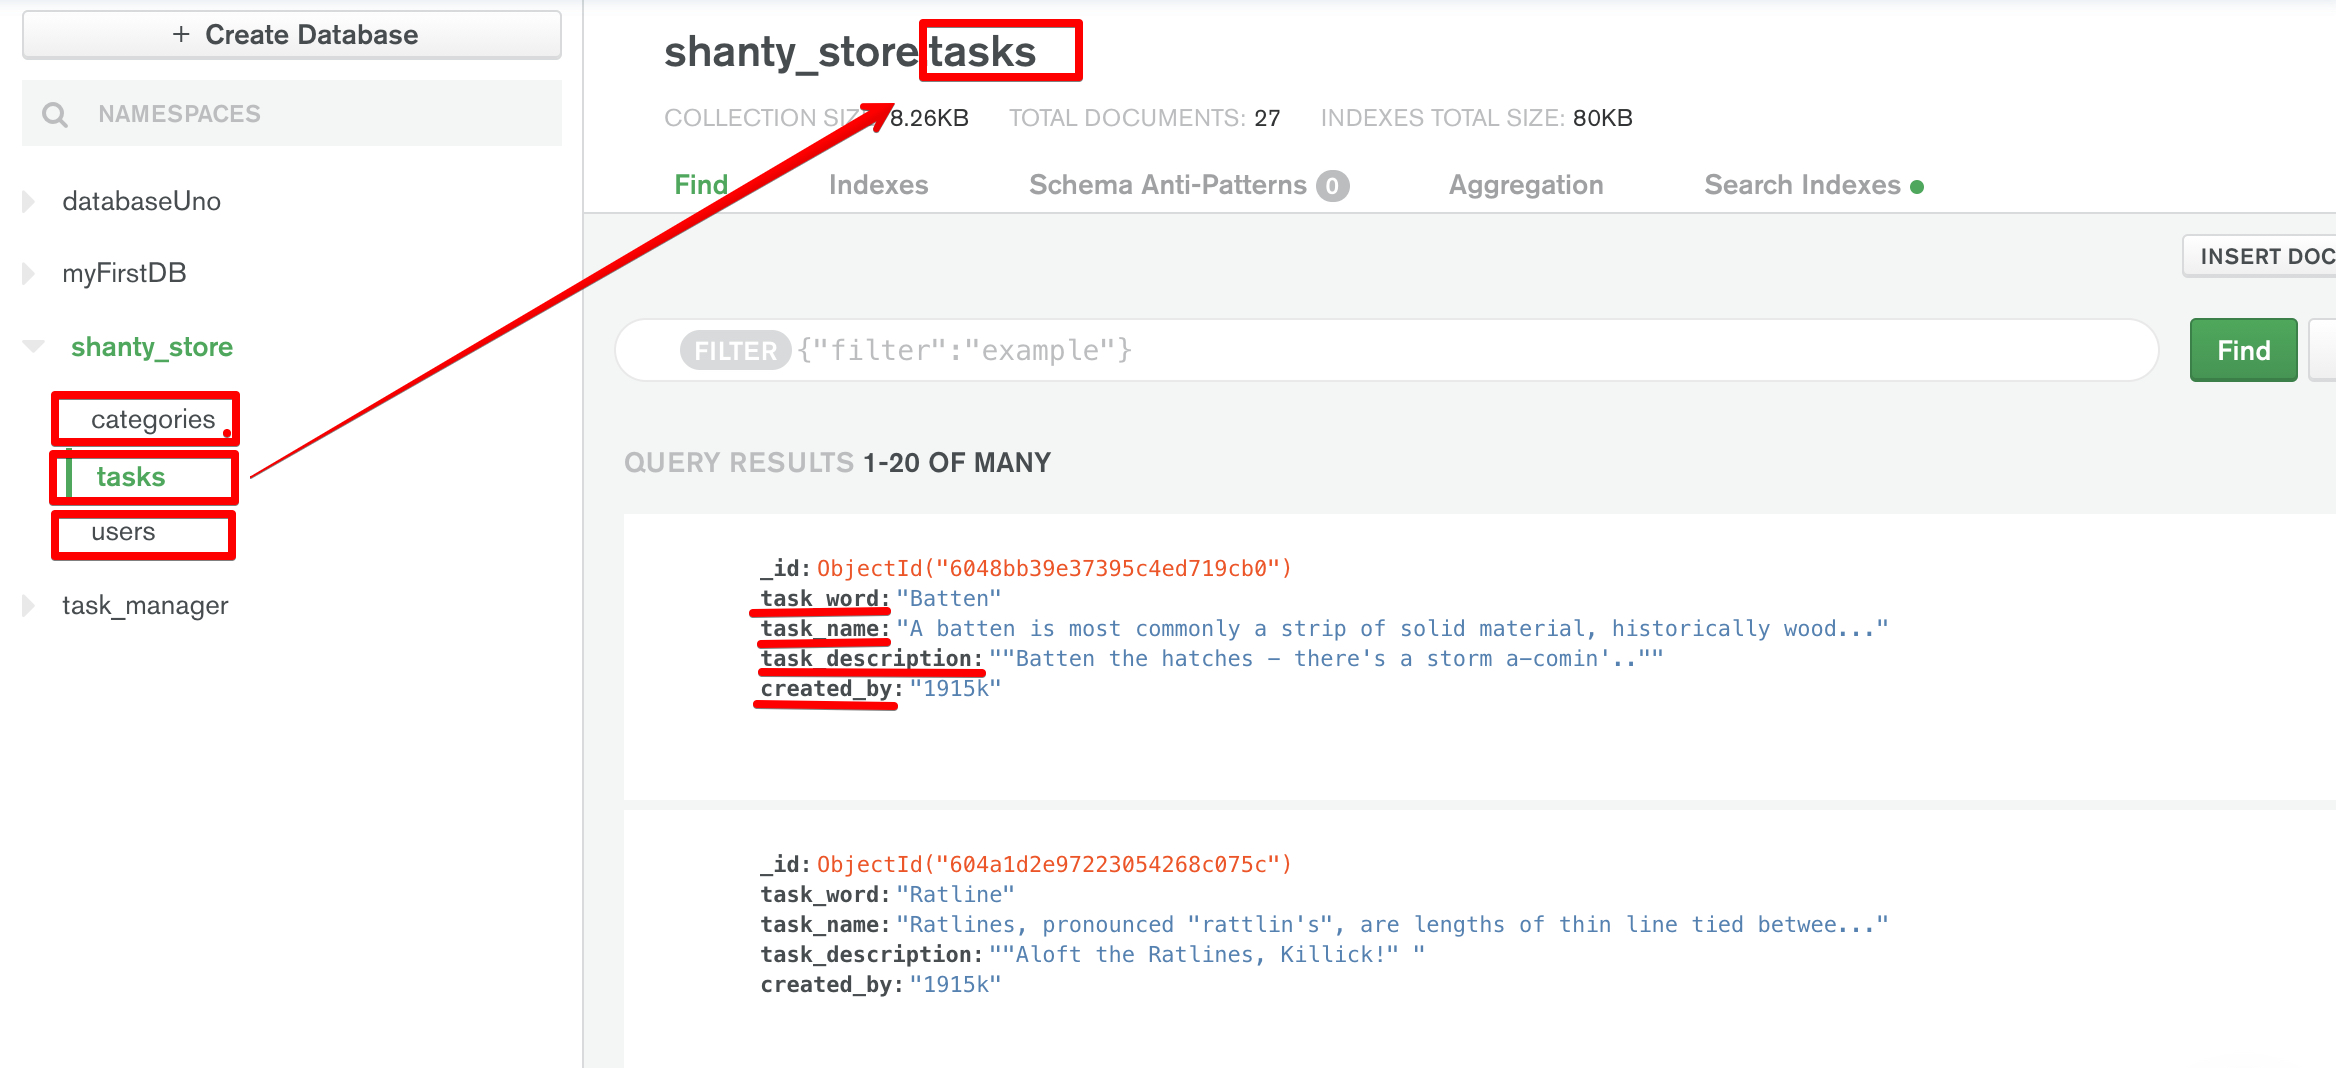 + Create Database
NAMESPACES
databaseUno
myFirstDB
shanty_store
categories
tasks
users
task_manager
shanty_store.tasks
COLLECTION SIZE: 8.26KB TOTAL DOCUMENTS: 27 INDEXES TOTAL SIZE: 80KB
Find Indexes Schema Anti-Patterns 0 Aggregation Search Indexes
INSERT DOC
FILTER {"filter":"example"}
Find
QUERY RESULTS 1-20 OF MANY
_id: ObjectId("6048bb39e37395c4ed719cb0")
task_word: "Batten"
task_name: "A batten is most commonly a strip of solid material, historically wood..."
task_description: ""Batten the hatches – there's a storm a-comin'..""
created_by: "1915k"
_id: ObjectId("604a1d2e97223054268c075c")
task_word: "Ratline"
task_name: "Ratlines, pronounced "rattlin's", are lengths of thin line tied betwee..."
task_description: ""Aloft the Ratlines, Killick!" "
created_by: "1915k"